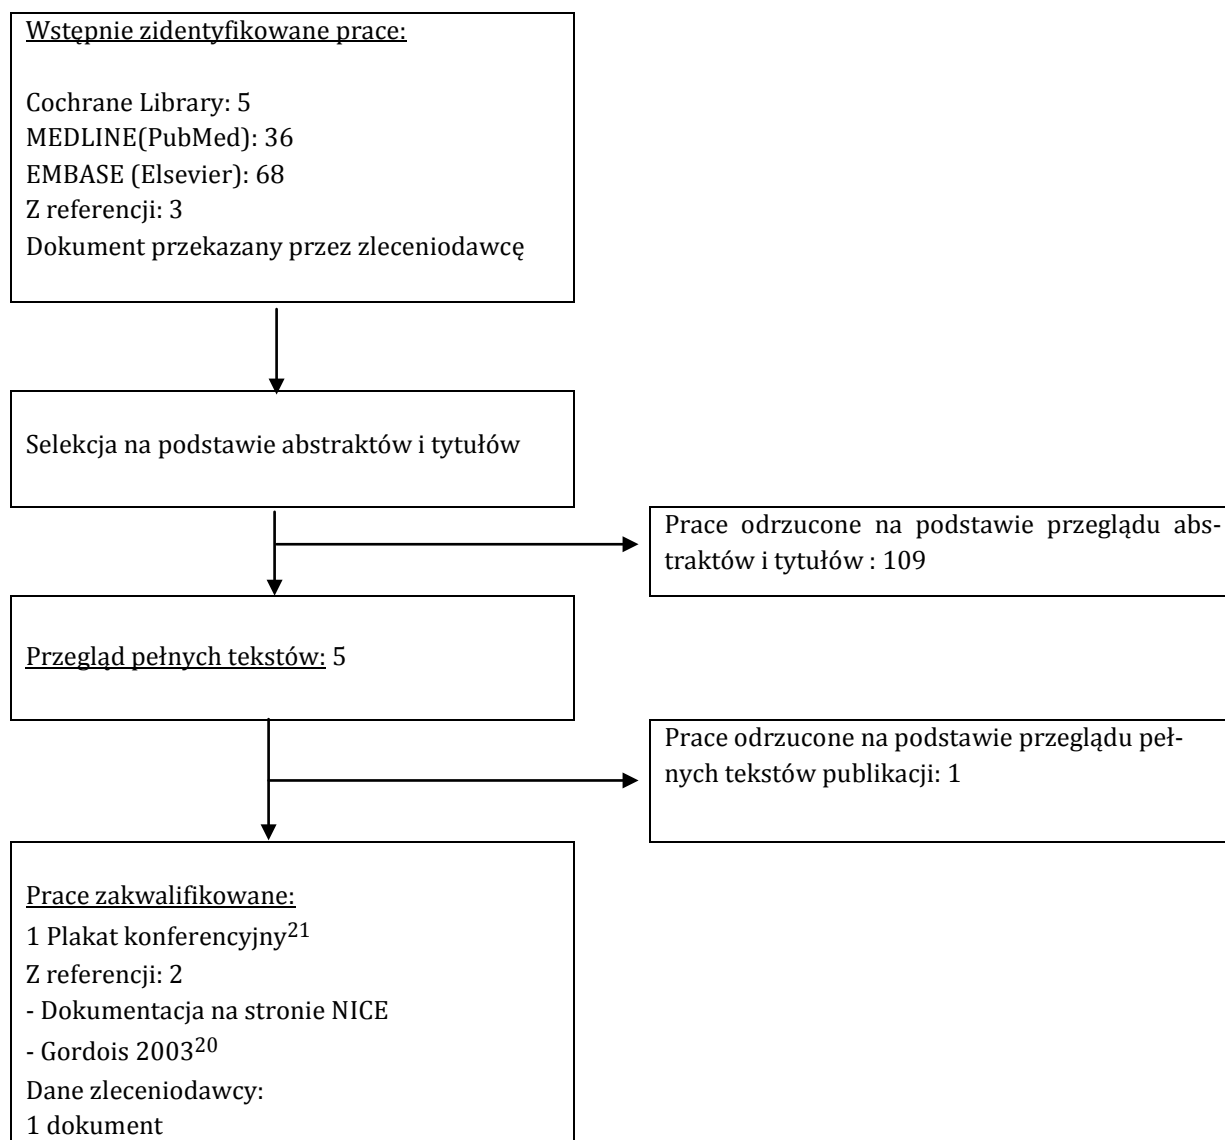 Wstępnie zidentyfikowane prace:
Cochrane Library: 5
MEDLINE(PubMed): 36
EMBASE (Elsevier): 68
Z referencji: 3
Dokument przekazany przez zleceniodawcę
Selekcja na podstawie abstraktów i tytułów
Prace odrzucone na podstawie przeglądu abs-
traktów i tytułów : 109
Przegląd pełnych tekstów: 5
Prace odrzucone na podstawie przeglądu peł-
nych tekstów publikacji: 1
Prace zakwalifikowane:
1 Plakat konferencyjny21
Z referencji: 2
- Dokumentacja na stronie NICE
- Gordois 200320
Dane zleceniodawcy:
1 dokument